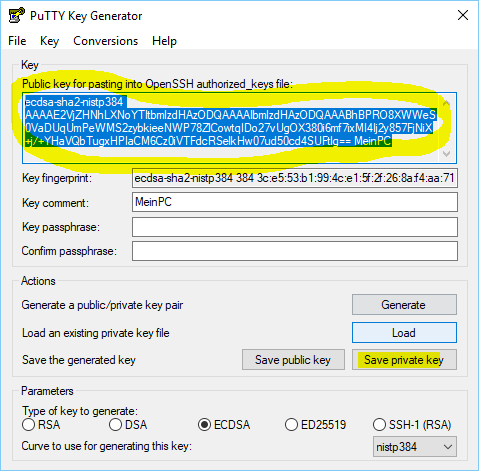 PuTTY Key Generator
File Key Conversions Help
Key
Public key for pasting into OpenSSH authorized_keys file:
ecdsa-sha2-nistp384
AAAAE2VjZHNhLXNoYTItbmlzdHAzODQAAAAIbmlzdHAzODQAAABhBPRO8XWWeS
0VaDUqUmPeWMS2zybkieeNWP78ZlCowtqIDo27vUgOX380i6mf7xMI4Ij2y857FjNiX
+j/+YHaVQbTugxHPIaCM6Cz0iVTFdcRSelkHw07ud50cd4SUFtIg== MeinPC
Key fingerprint: ecdsa-sha2-nistp384 384 3c:e5:53:b1:99:4c:e1:5f:2f:26:8a:f4:aa:71
Key comment: MeinPC
Key passphrase:
Confirm passphrase:
Actions
Generate a public/private key pair Generate
Load an existing private key file Load
Save the generated key Save public key Save private key
Parameters
Type of key to generate:
RSA DSA ECDSA ED25519 SSH-1 (RSA)
Curve to use for generating this key: nistp384